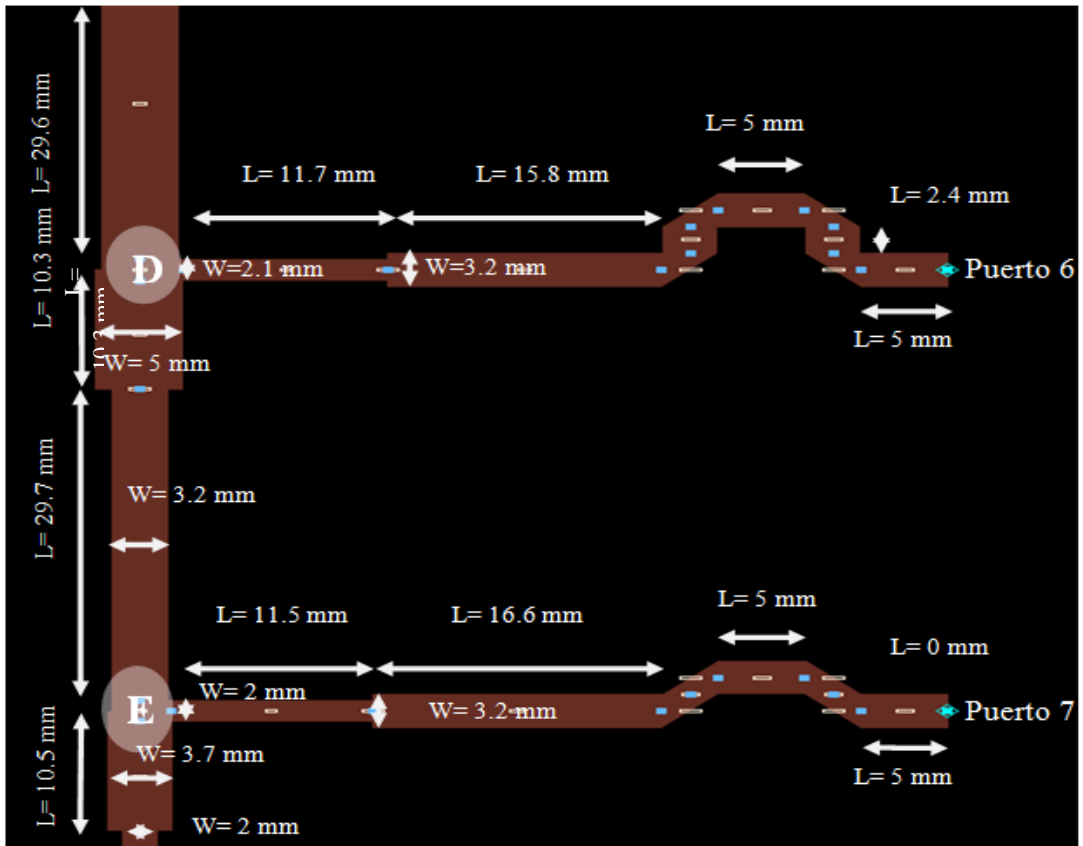 L= 5 mm
L= 29.6 mm
L= 11.7 mm
L= 15.8 mm
L= 2.4 mm
L= 10.3 mm
L=
10.3 mm
D
W=2.1 mm
W=3.2 mm
Puerto 6
L= 5 mm
W= 5 mm
L= 29.7 mm
W= 3.2 mm
L= 5 mm
L= 11.5 mm
L= 16.6 mm
L= 0 mm
W= 2 mm
E
W= 3.2 mm
Puerto 7
W= 3.7 mm
L= 5 mm
L= 10.5 mm
W= 2 mm